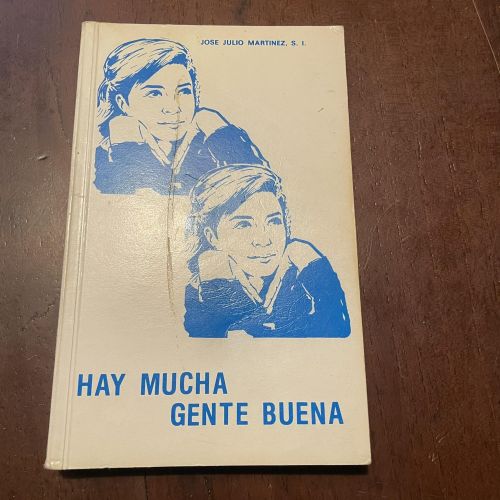 JOSE JULIO MARTINEZ, S. I.
HAY MUCHA
GENTE BUENA